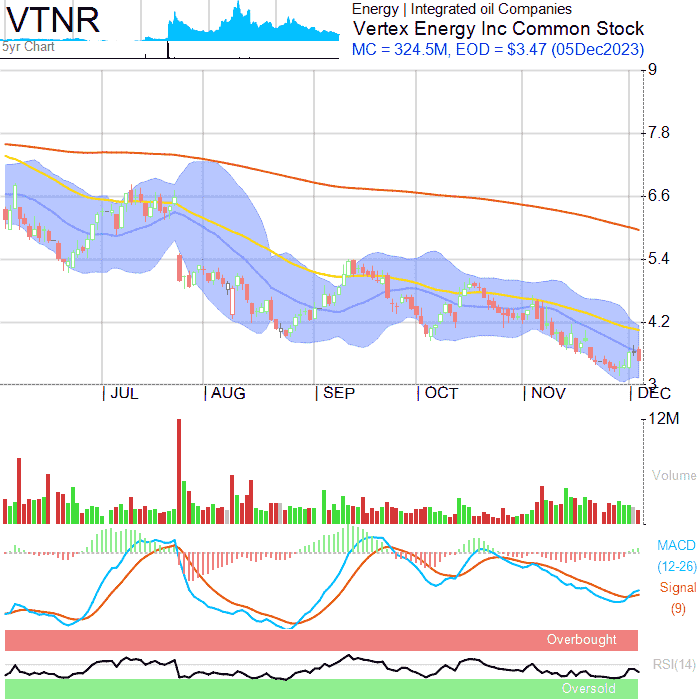 VTNR
5yr Chart
Energy | Integrated oil Companies
Vertex Energy Inc Common Stock
MC = 324.5M, EOD = $3.47 (05Dec2023)
9
7.8
6.6
5.4
4.2
3
JUL AUG SEP OCT NOV DEC
12M
Volume
MACD
(12-26)
Signal
(9)
Overbought
RSI(14)
Oversold